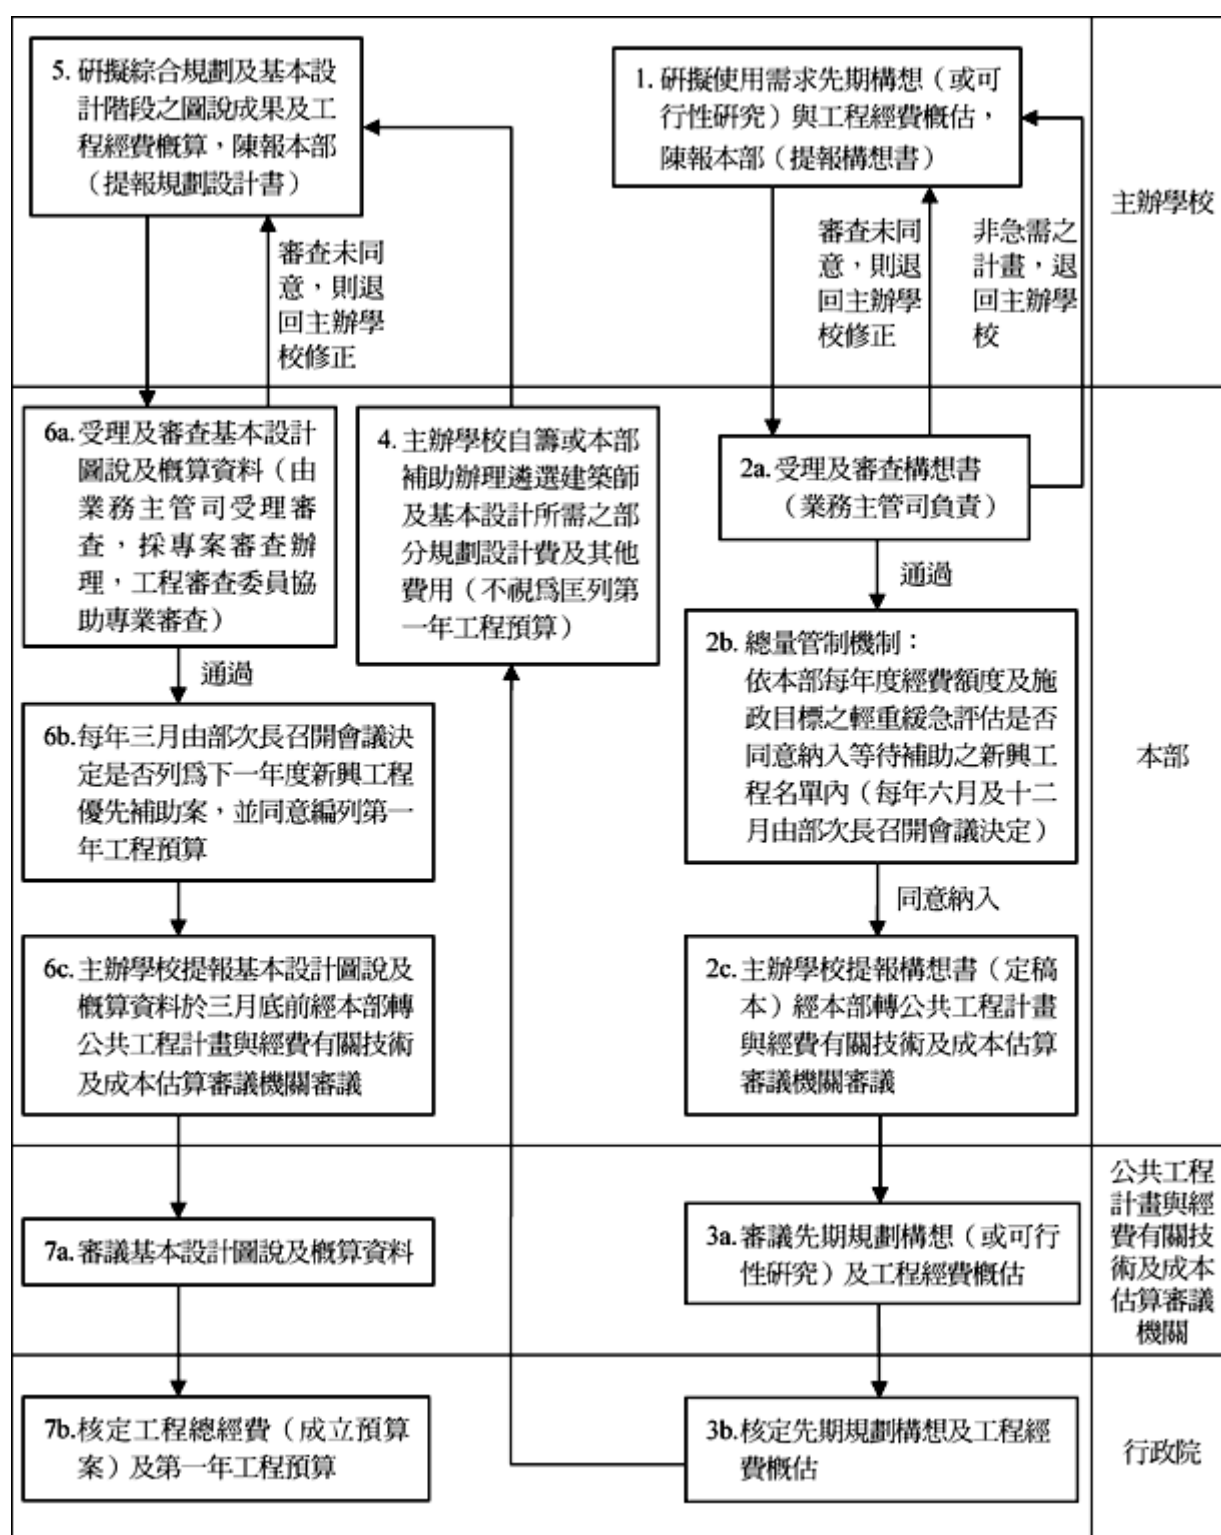 5. 研擬綜合規劃及基本設
計階段之圖說成果及工
程經費概算，陳報本部
（提報規劃設計書）
1. 研擬使用需求先期構想（或可
行性研究）與工程經費概估，
陳報本部（提報構想書）
主辦學校
審查未同
意，則退
回主辦學
校修正
審查未同
意，則退
回主辦學
校修正
非急需之
計畫，退
回主辦學
校
6a. 受理及審查基本設計
圖說及概算資料（由
業務主管司受理審
查，採專案審查辦
理，工程審查委員協
助專業審查）
4. 主辦學校自籌或本部
補助辦理遴選建築師
及基本設計所需之部
分規劃設計費及其他
費用（不視為匡列第
一年工程預算）
2a. 受理及審查構想書
（業務主管司負責）
通過
通過
2b. 總量管制機制：
依本部每年度經費額度及施
政目標之輕重緩急評估是否
同意納入等待補助之新興工
程名單內（每年六月及十二
月由部次長召開會議決定）
6b. 每年三月由部次長召開會議決
定是否列為下一年度新興工程
優先補助案，並同意編列第一
年工程預算
本部
同意納入
6c. 主辦學校提報基本設計圖說及
概算資料於三月底前經本部轉
公共工程計畫與經費有關技術
及成本估算審議機關審議
2c. 主辦學校提報構想書（定稿
本）經本部轉公共工程計畫
與經費有關技術及成本估算
審議機關審議
7a. 審議基本設計圖說及概算資料
3a. 審議先期規劃構想（或可行
性研究）及工程經費概估
公共工程
計畫與經
費有關技
術及成本
估算審議
機關
7b. 核定工程總經費（成立預算
案）及第一年工程預算
3b. 核定先期規劃構想及工程經
費概估
行政院